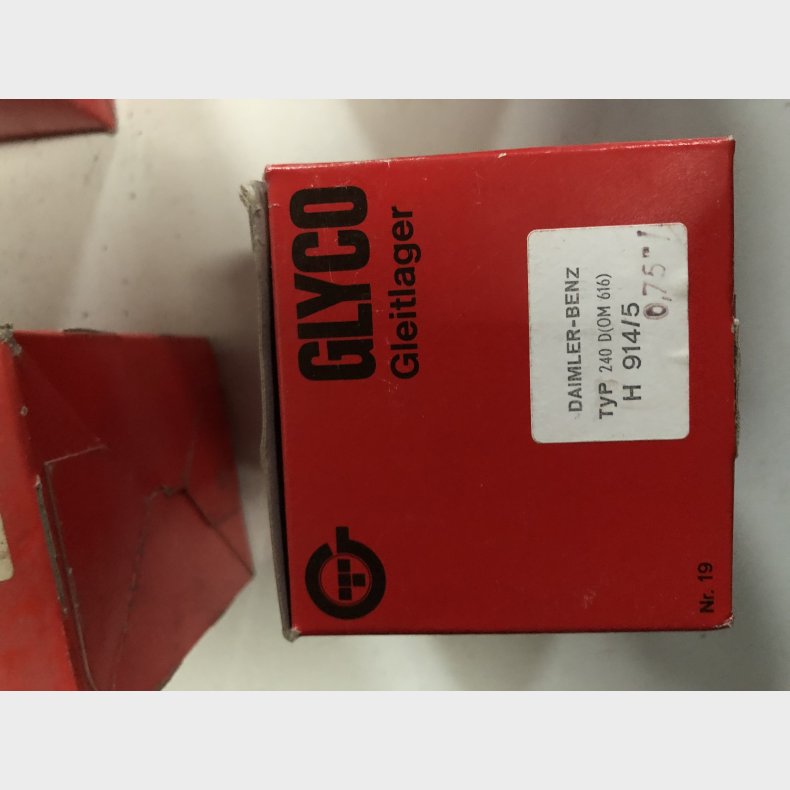 GLYCO
Gleitlager
DAIMLER-BENZ
TYP 240 D(OM 616)
H 914/5
0,75"!
Nr. 19